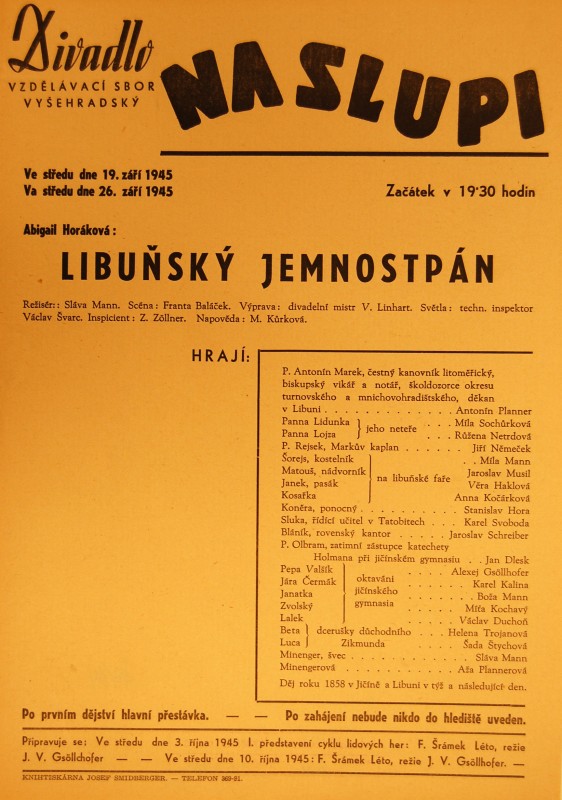 Divadlo
VZDĚLÁVACÍ SBOR
VYŠEHRADSKÝ
NA SLUPI
Ve středu dne 19. září 1945
Va středu dne 26. září 1945
Začátek v 19·30 hodin
Abigail Horáková:
LIBUŇSKÝ JEMNOSTPÁN
Režisér:: Sláva Mann. Scéna: Franta Baláček. Výprava: divadelní mistr V. Linhart. Světla: techn. inspektor
Václav Švarc. Inspicient: Z. Zöllner. Napověda: M. Kůrková.
HRAJÍ:
P. Antonín Marek, čestný kanovník litoměřický,
biskupský vikář a notář, školdozorce okresu
turnovského a mnichovohradištského, děkan
v Libuni . . . . . . . . . . . . Antonín Planner
Panna Lidunka } jeho neteře . . . Míla Sochůrková
Panna Lojza . . . Růžena Netrdová
P. Rejsek, Markův kaplan . . . . . . Jiří Němeček
Šorejs, kostelník . . Míla Mann
Matouš, nádvorník } na libuňské faře Jaroslav Musil
Janek, pasák Věra Haklová
Kosařka Anna Kočárková
Koněra, ponocný . . . . . . . . . . Stanislav Hora
Sluka, řídící učitel v Tatobitech . . . Karel Svoboda
Bláník, rovenský kantor . . . . . Jaroslav Schreiber
P. Olbram, zatimní zástupce katechety
Holmana při jičínském gymnasiu . . Jan Dlesk
Pepa Valšík . . . . Alexej Gsöllhofer
Jára Čermák } oktaváni . . . . . . Karel Kalina
Janatka jičínského . . . . . . . Boža Mann
Zvolský gymnasia . . . . Míťa Kochavý
Lalek . . . . . Václav Duchoň
Beta } dcerušky důchodního . . . Helena Trojanová
Luca Zikmunda . . . . Šada Štychová
Minenger, švec . . . . . . . . . . . . Sláva Mann
Minengerová . . . . . . . . . . . Aža Plannerová
Děj roku 1858 v Jičíně a Libuni v týž a následující den.
Po prvním dějství hlavní přestávka. — — Po zahájení nebude nikdo do hlediště uveden.
Připravuje se: Ve středu dne 3. října 1945 I. představení cyklu lidových her: F. Šrámek Léto, režie
J. V. Gsöllchofer — — Ve středu dne 10. října 1945: F. Šrámek Léto, režie J. V. Gsöllhofer. —
KNIHTISKÁRNA JOSEF SMIDBERGER. — TELEFON